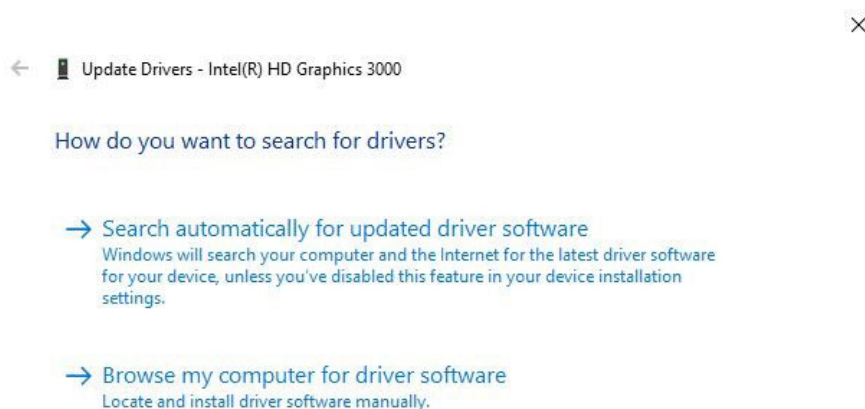 Update Drivers - Intel(R) HD Graphics 3000
How do you want to search for drivers?
Search automatically for updated driver software
Windows will search your computer and the Internet for the latest driver software
for your device, unless you've disabled this feature in your device installation
settings.
Browse my computer for driver software
Locate and install driver software manually.